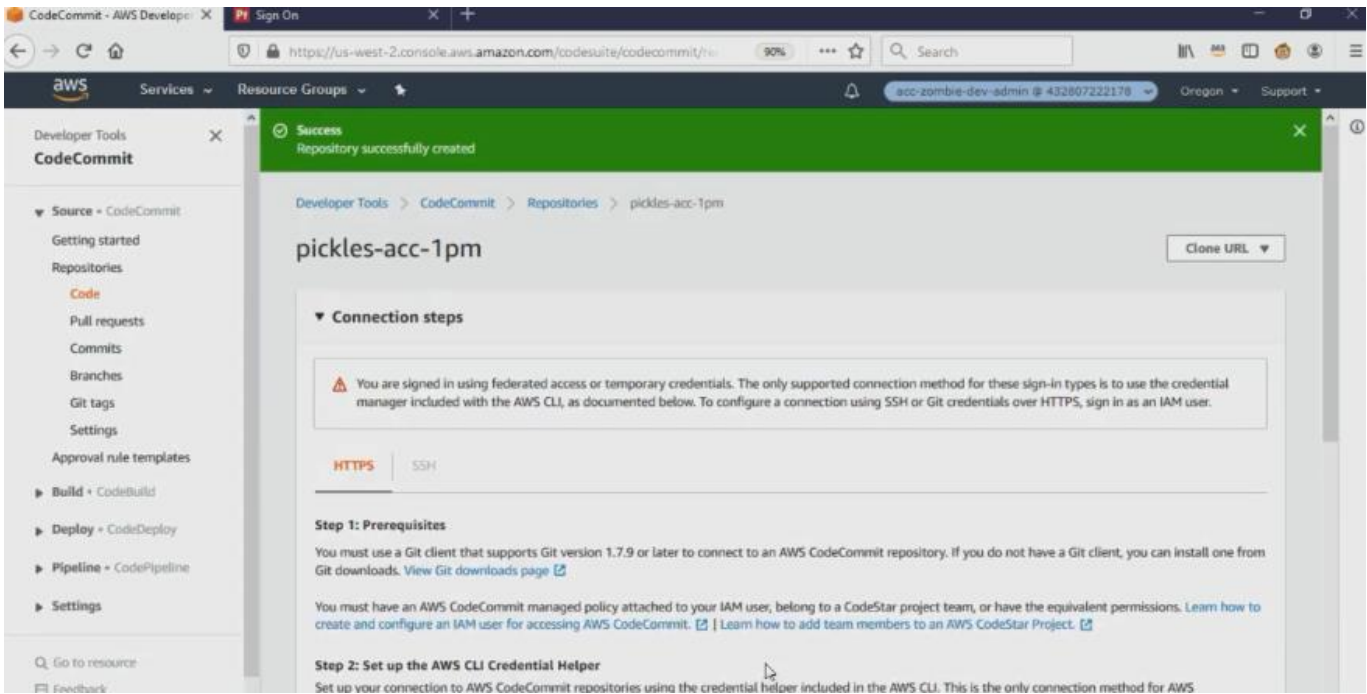 CodeCommit - AWS Developer
Sign On
https://us-west-2.console.aws.amazon.com/codesuite/codecommit/
90%
Search
aws
Services
Resource Groups
acc-zombie-dev-admin @ 432807222178
Oregon
Support
Developer Tools
CodeCommit
Success
Repository successfully created
Source • CodeCommit
Getting started
Repositories
Code
Pull requests
Commits
Branches
Git tags
Settings
Approval rule templates
Build • CodeBuild
Deploy • CodeDeploy
Pipeline • CodePipeline
Settings
Go to resource
Feedback
Developer Tools > CodeCommit > Repositories > pickles-acc-1pm
pickles-acc-1pm
Clone URL
Connection steps
You are signed in using federated access or temporary credentials. The only supported connection method for these sign-in types is to use the credential
manager included with the AWS CLI, as documented below. To configure a connection using SSH or Git credentials over HTTPS, sign in as an IAM user.
HTTPS
SSH
Step 1: Prerequisites
You must use a Git client that supports Git version 1.7.9 or later to connect to an AWS CodeCommit repository. If you do not have a Git client, you can install one from
Git downloads. View Git downloads page
You must have an AWS CodeCommit managed policy attached to your IAM user, belong to a CodeStar project team, or have the equivalent permissions. Learn how to
create and configure an IAM user for accessing AWS CodeCommit. | Learn how to add team members to an AWS CodeStar Project.
Step 2: Set up the AWS CLI Credential Helper
Set up your connection to AWS CodeCommit repositories using the credential helper included in the AWS CLI. This is the only connection method for AWS